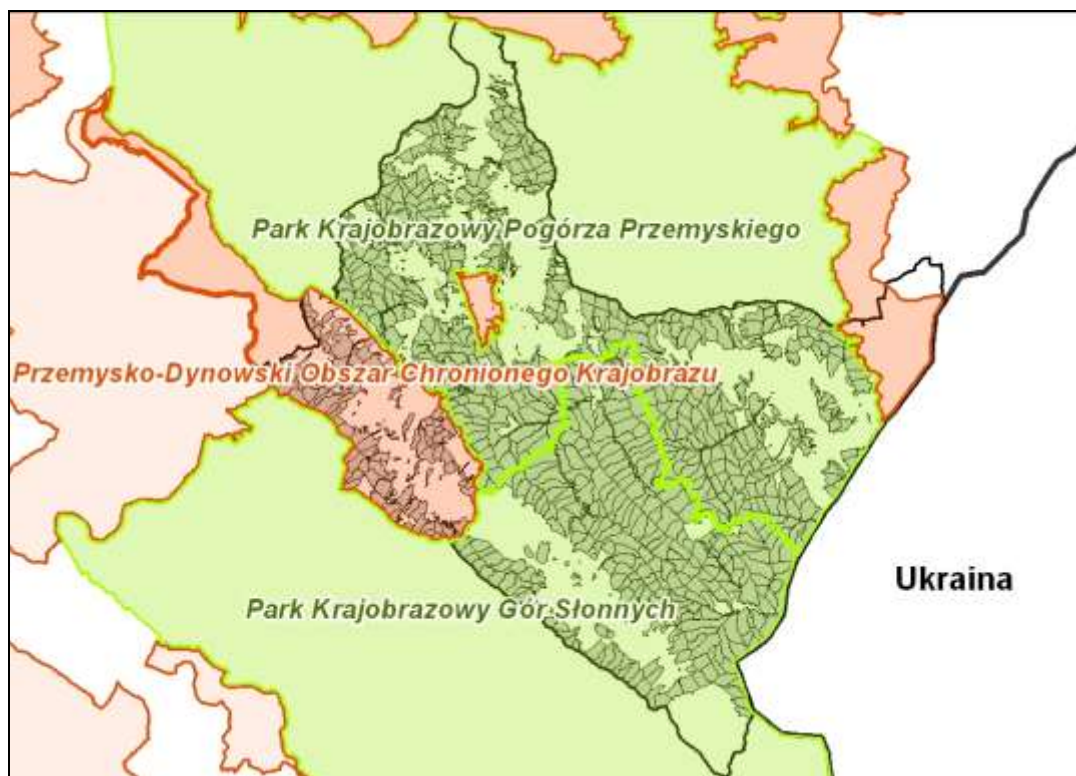 Park Krajobrazowy Pogórza Przemyskiego
Przemysko-Dynowski Obszar Chronionego Krajobrazu
Ukraina
Park Krajobrazowy Gór Słonnych